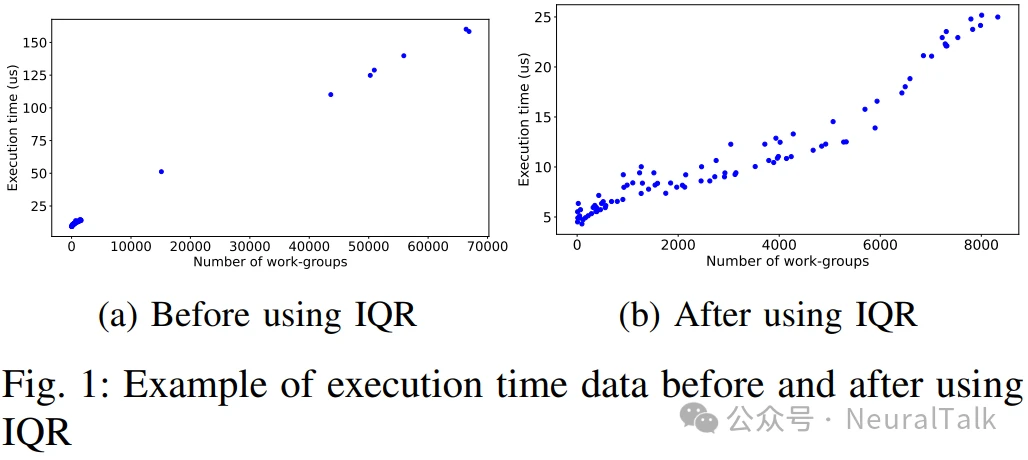 Execution time (us)
150
125
100
75
50
25
0
10000
20000
30000
40000
50000
60000
70000
Number of work-groups
(a) Before using IQR
Execution time (us)
25
20
15
10
5
0
2000
4000
6000
8000
Number of work-groups
(b) After using IQR
Fig. 1: Example of execution time data before and after using
IQR
公众号 · NeuralTalk